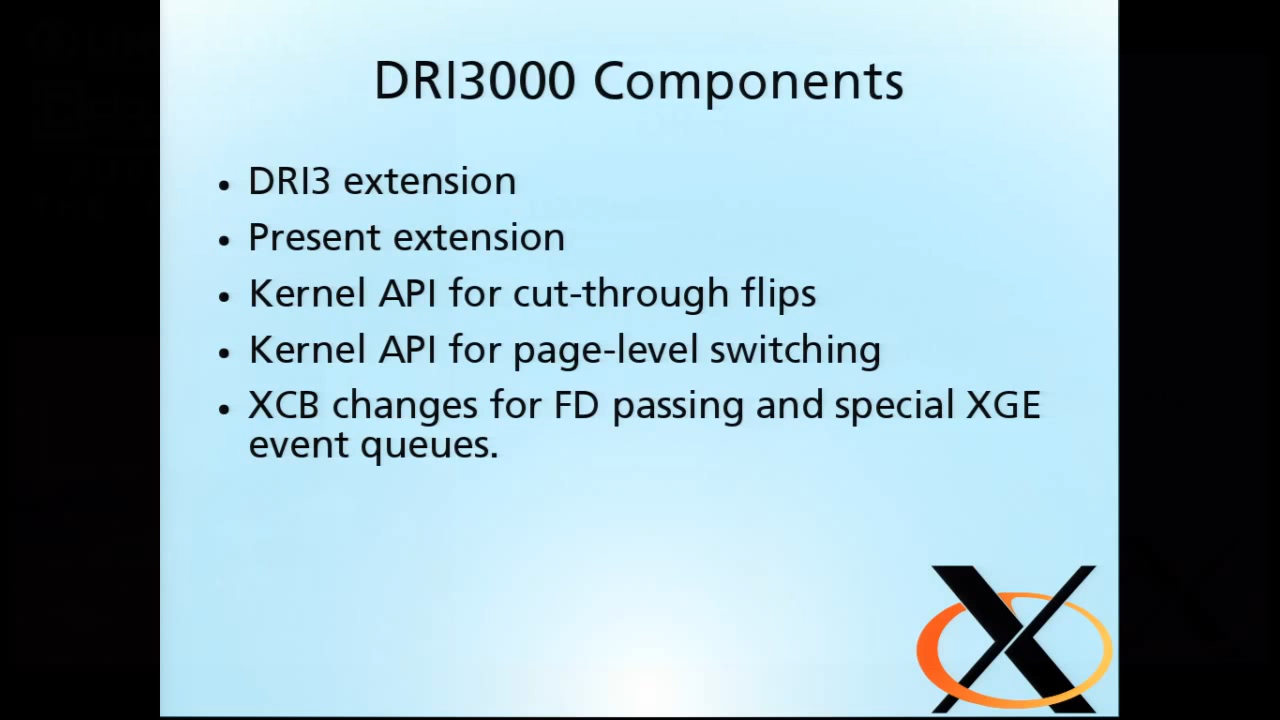 DRI3000 Components
• DRI3 extension
• Present extension
• Kernel API for cut-through flips
• Kernel API for page-level switching
• XCB changes for FD passing and special XGE
event queues.